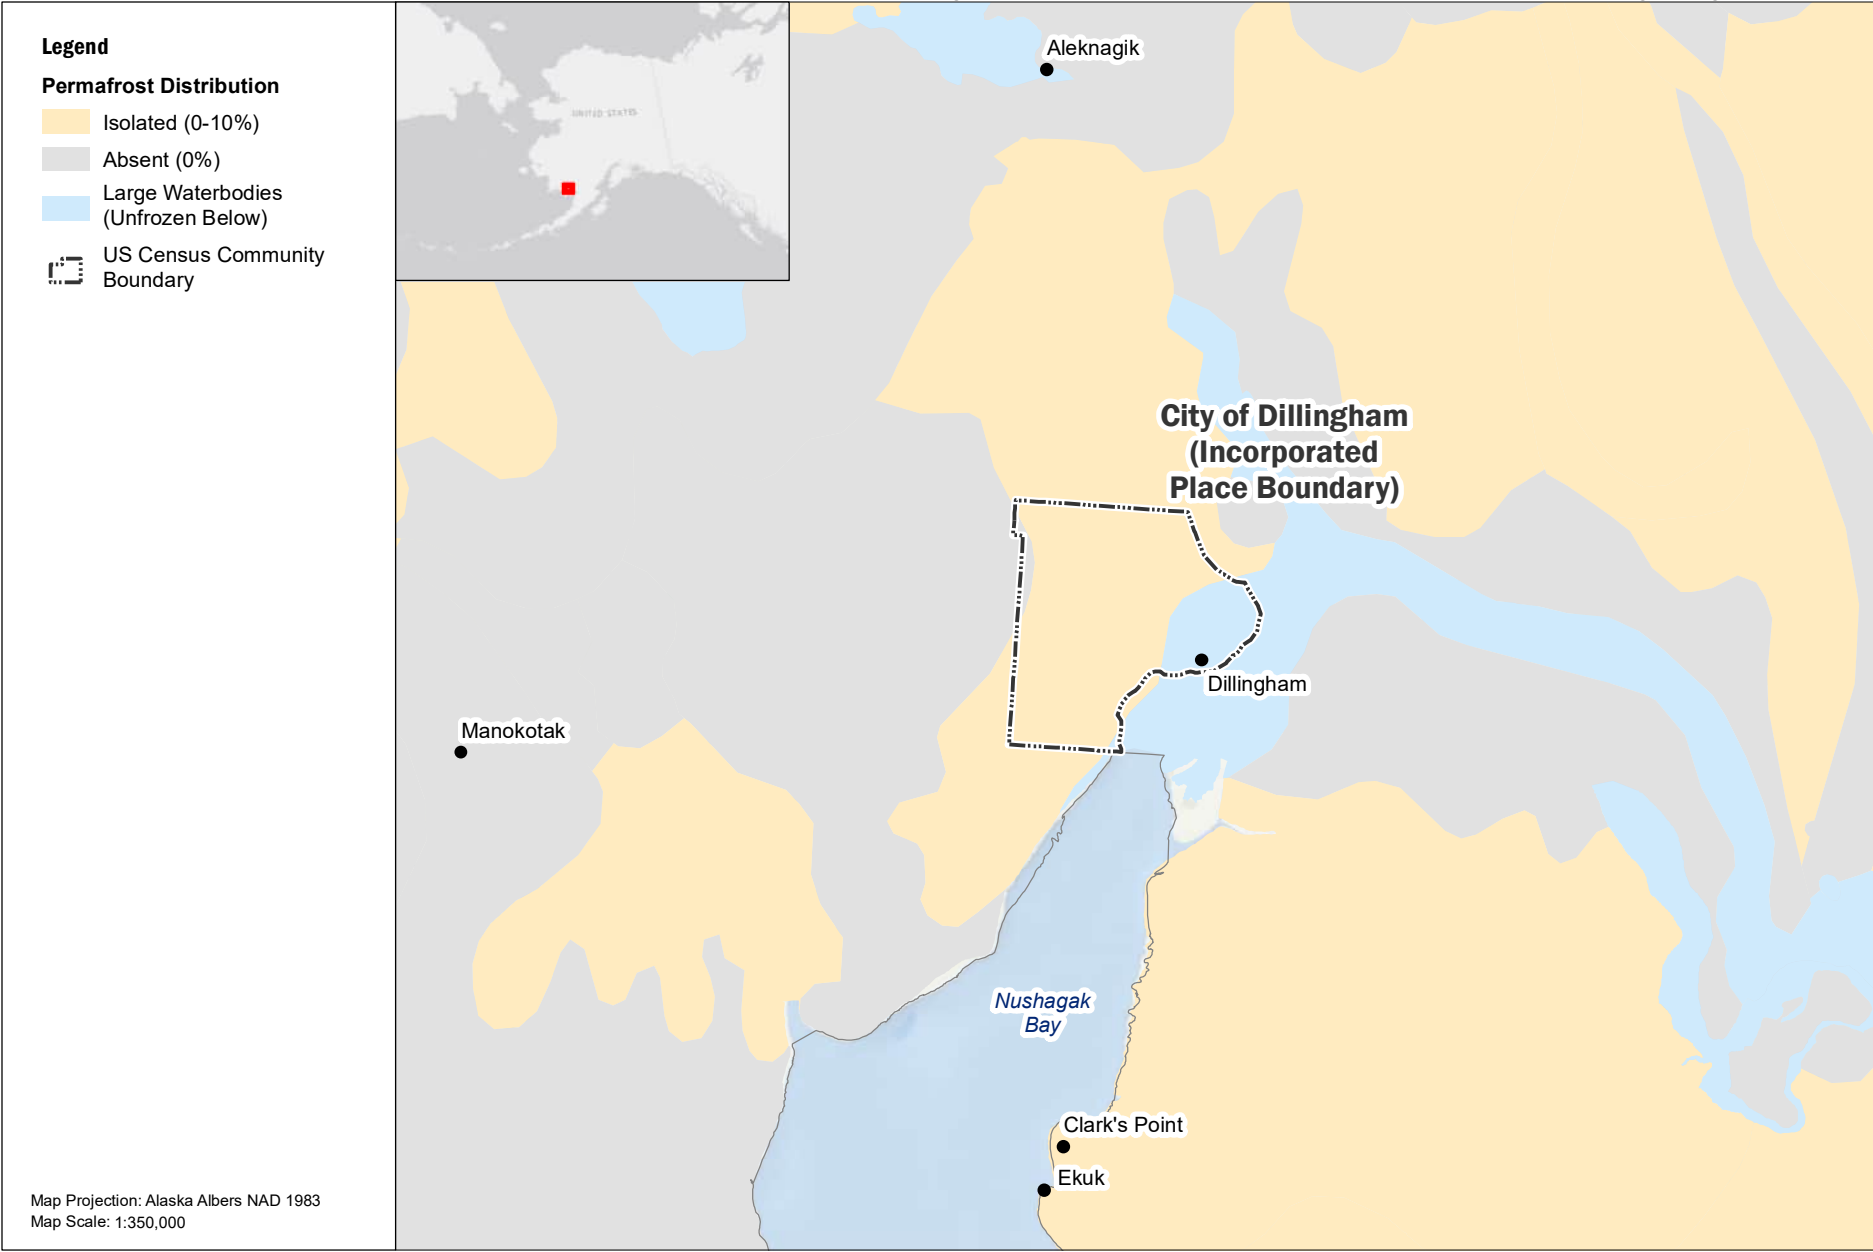 Legend
Permafrost Distribution
Isolated (0-10%)
Absent (0%)
Large Waterbodies
(Unfrozen Below)
US Census Community
Boundary
UNITED STATES
Aleknagik
City of Dillingham
(Incorporated
Place Boundary)
Dillingham
Manokotak
Nushagak
Bay
Clark's Point
Ekuk
Map Projection: Alaska Albers NAD 1983
Map Scale: 1:350,000